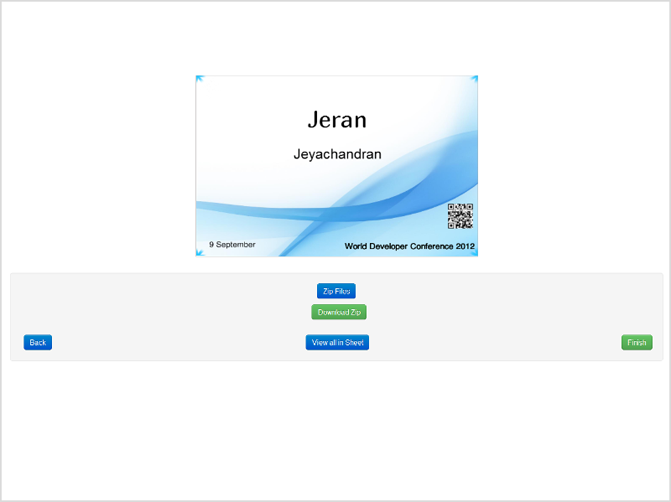 Jeran
Jeyachandran
9 September
World Developer Conference 2012
Zip Files
Download Zip
Back
View all in Sheet
Finish